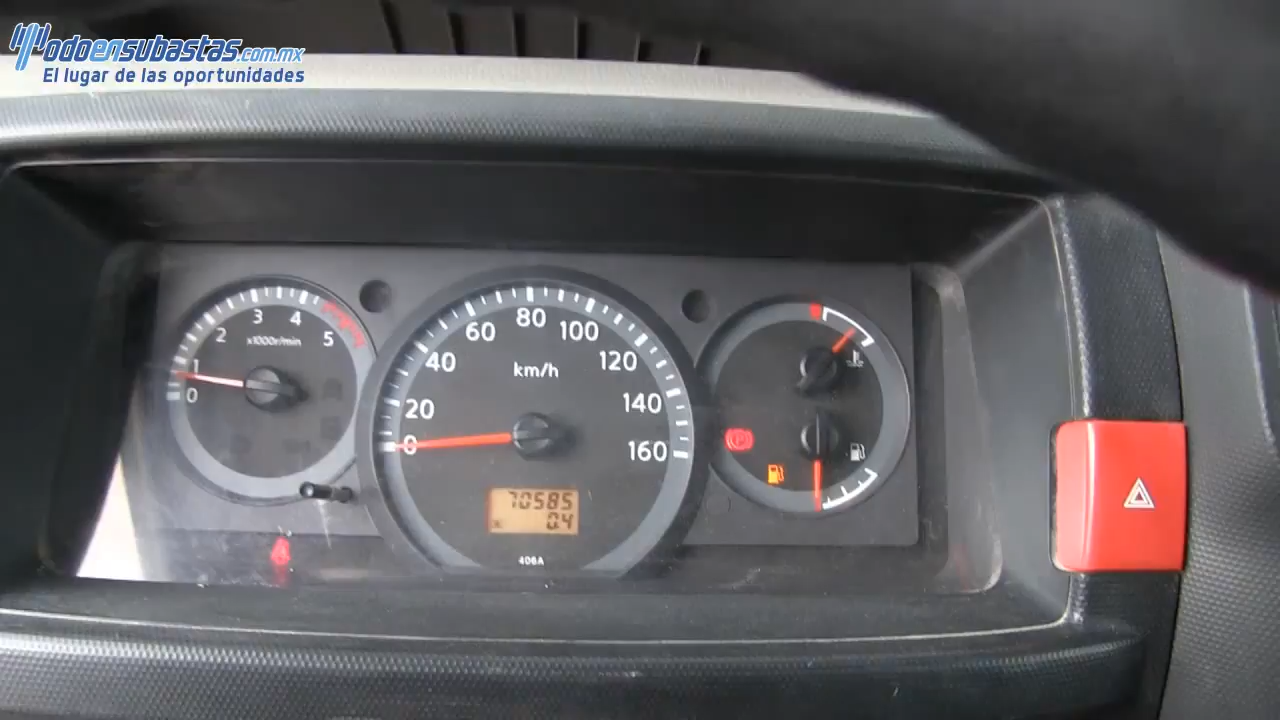 Todoensubastas.com.mx
El lugar de las oportunidades
0 1 2 3 4 5
x1000r/min
0 20 40 60 80 100 120 140 160
km/h
70585
0.4
406A
P